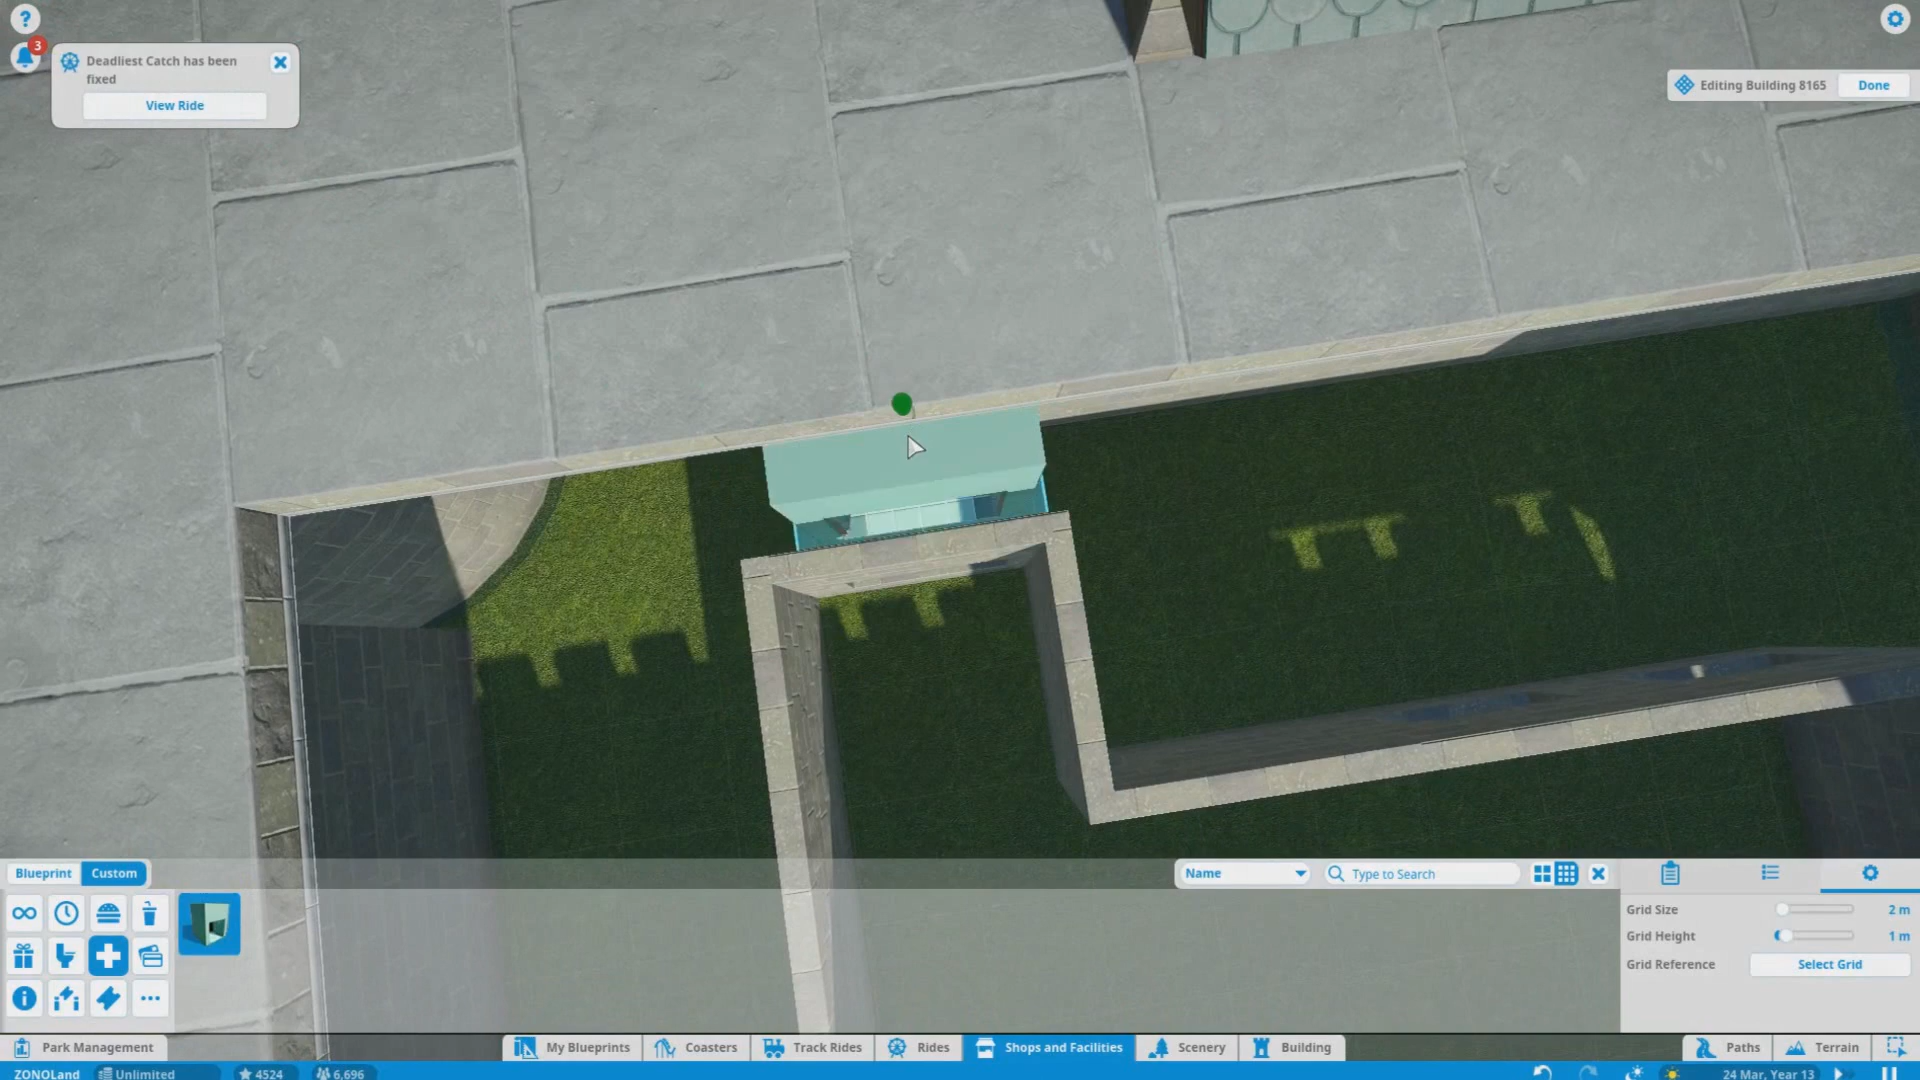 ?
3
Deadliest Catch has been
fixed
View Ride
Editing Building 8165
Done
Blueprint
Custom
Name
Type to Search
Grid Size
2 m
Grid Height
1 m
Grid Reference
Select Grid
Park Management
My Blueprints
Coasters
Track Rides
Rides
Shops and Facilities
Scenery
Building
Paths
Terrain
ZONOLand
Unlimited
4524
6,696
24 Mar, Year 13